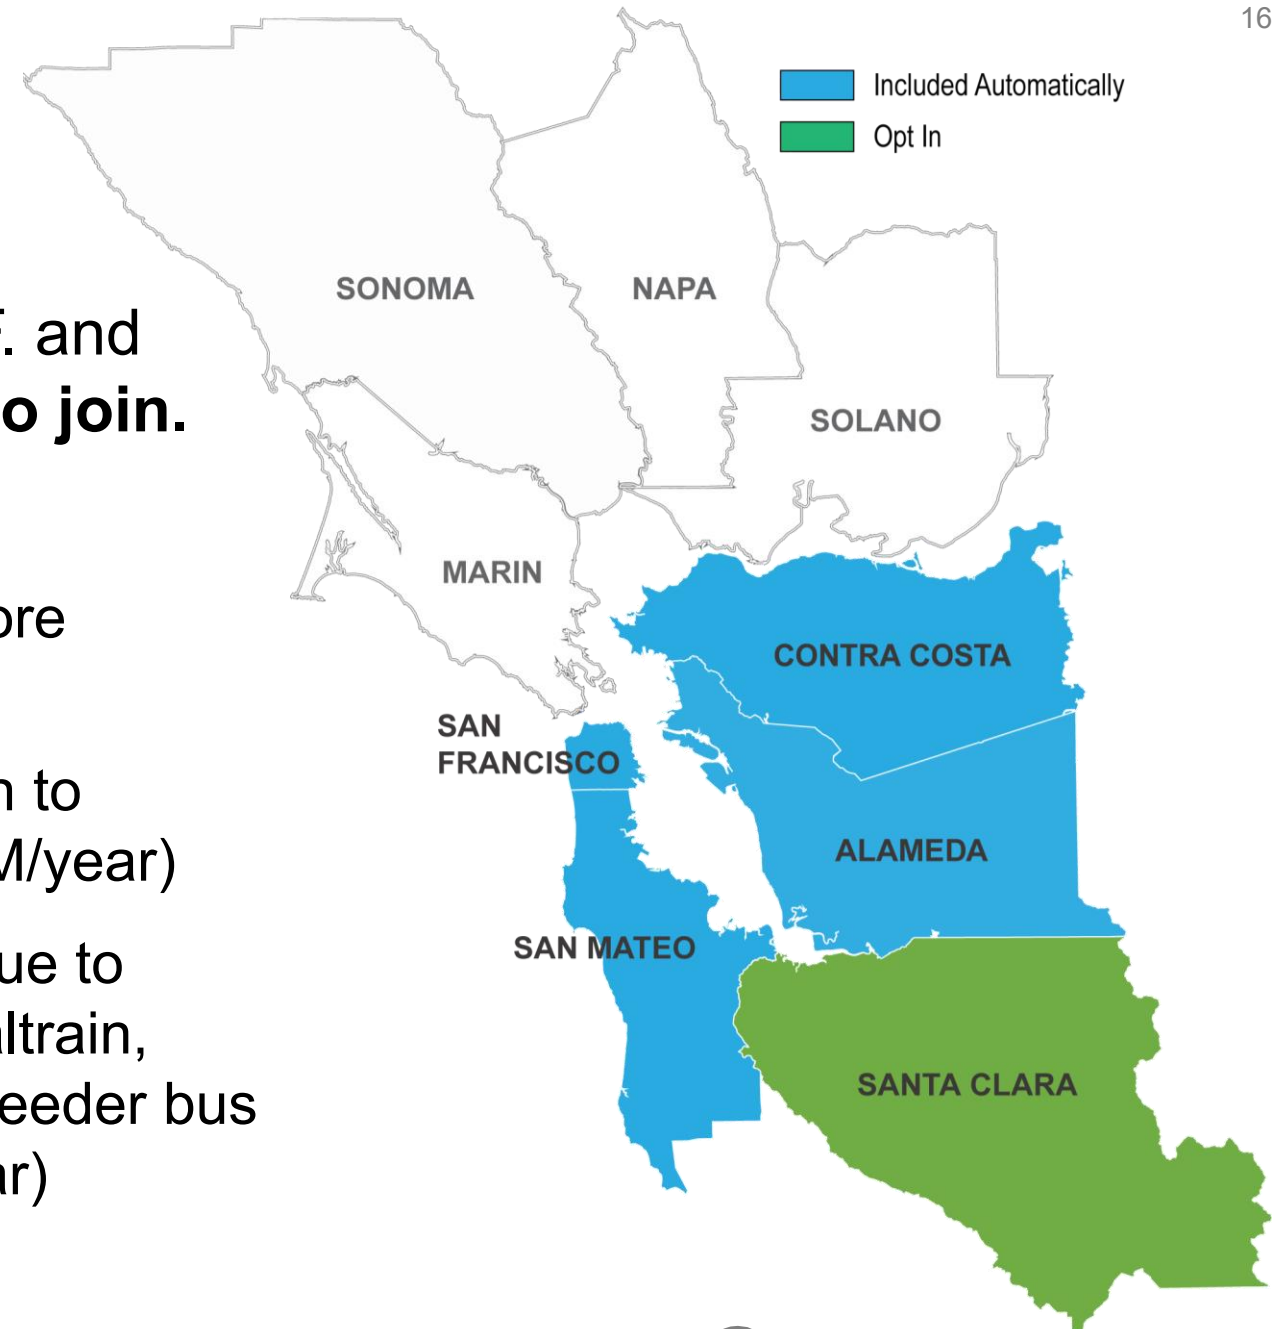 16
Included Automatically
Opt In
. and
o join.
ore
n to
M/year)
ue to
altrain,
eeder bus
ar)
SONOMA
NAPA
SOLANO
MARIN
CONTRA COSTA
SAN
FRANCISCO
ALAMEDA
SAN MATEO
SANTA CLARA